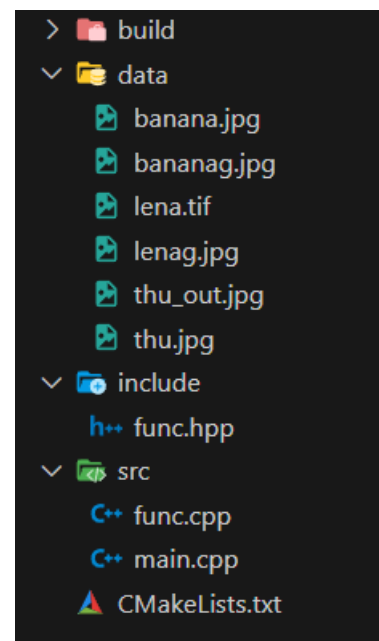 build
data
banana.jpg
bananag.jpg
lena.tif
lenag.jpg
thu_out.jpg
thu.jpg
include
h++ func.hpp
src
C++ func.cpp
C++ main.cpp
CMakeLists.txt